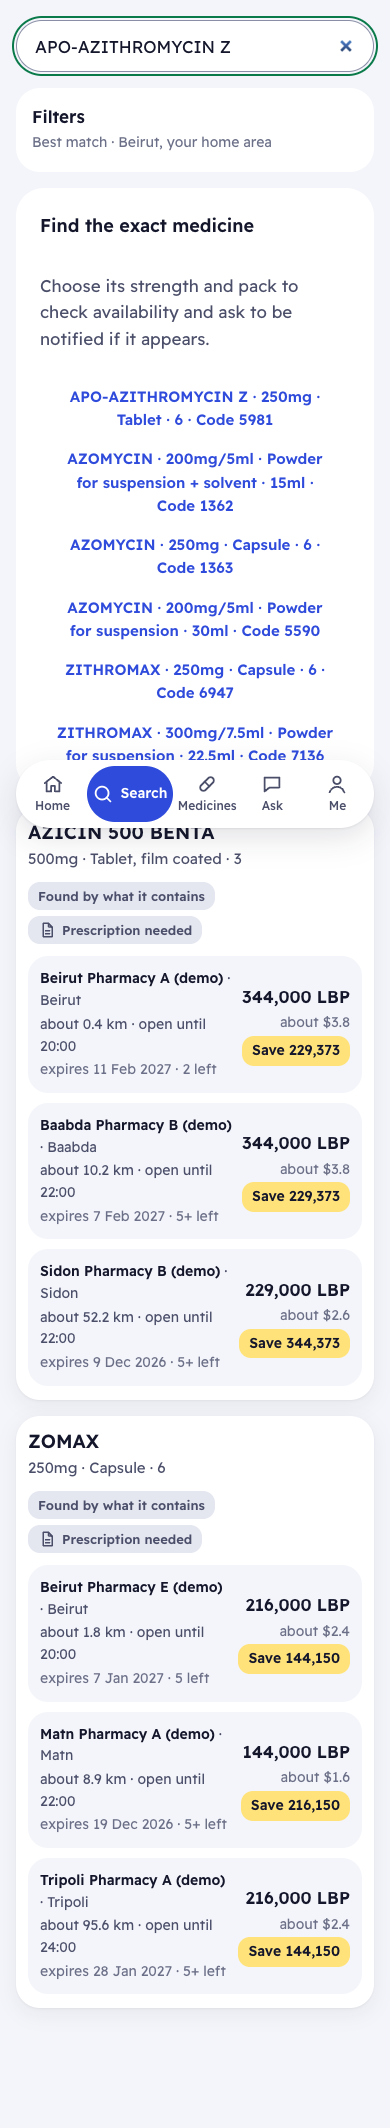 APO-AZITHROMYCIN Z
Filters
Best match · Beirut, your home area
Find the exact medicine
Choose its strength and pack to
check availability and ask to be
notified if it appears.
APO-AZITHROMYCIN Z · 250mg ·
Tablet · 6 · Code 5981
AZOMYCIN · 200mg/5ml · Powder
for suspension + solvent · 15ml ·
Code 1362
AZOMYCIN · 250mg · Capsule · 6 ·
Code 1363
AZOMYCIN · 200mg/5ml · Powder
for suspension · 30ml · Code 5590
ZITHROMAX · 250mg · Capsule · 6 ·
Code 6947
ZITHROMAX · 300mg/7.5ml · Powder
for suspension · 22.5ml · Code 7136
Home
Search
Medicines
Ask
Me
AZICIN 500 BENTA
500mg · Tablet, film coated · 3
Found by what it contains
Prescription needed
Beirut Pharmacy A (demo) ·
Beirut
about 0.4 km · open until
20:00
expires 11 Feb 2027 · 2 left
344,000 LBP
about $3.8
Save 229,373
Baabda Pharmacy B (demo)
· Baabda
about 10.2 km · open until
22:00
expires 7 Feb 2027 · 5+ left
344,000 LBP
about $3.8
Save 229,373
Sidon Pharmacy B (demo) ·
Sidon
about 52.2 km · open until
22:00
expires 9 Dec 2026 · 5+ left
229,000 LBP
about $2.6
Save 344,373
ZOMAX
250mg · Capsule · 6
Found by what it contains
Prescription needed
Beirut Pharmacy E (demo)
· Beirut
about 1.8 km · open until
20:00
expires 7 Jan 2027 · 5 left
216,000 LBP
about $2.4
Save 144,150
Matn Pharmacy A (demo) ·
Matn
about 8.9 km · open until
22:00
expires 19 Dec 2026 · 5+ left
144,000 LBP
about $1.6
Save 216,150
Tripoli Pharmacy A (demo)
· Tripoli
about 95.6 km · open until
24:00
expires 28 Jan 2027 · 5+ left
216,000 LBP
about $2.4
Save 144,150